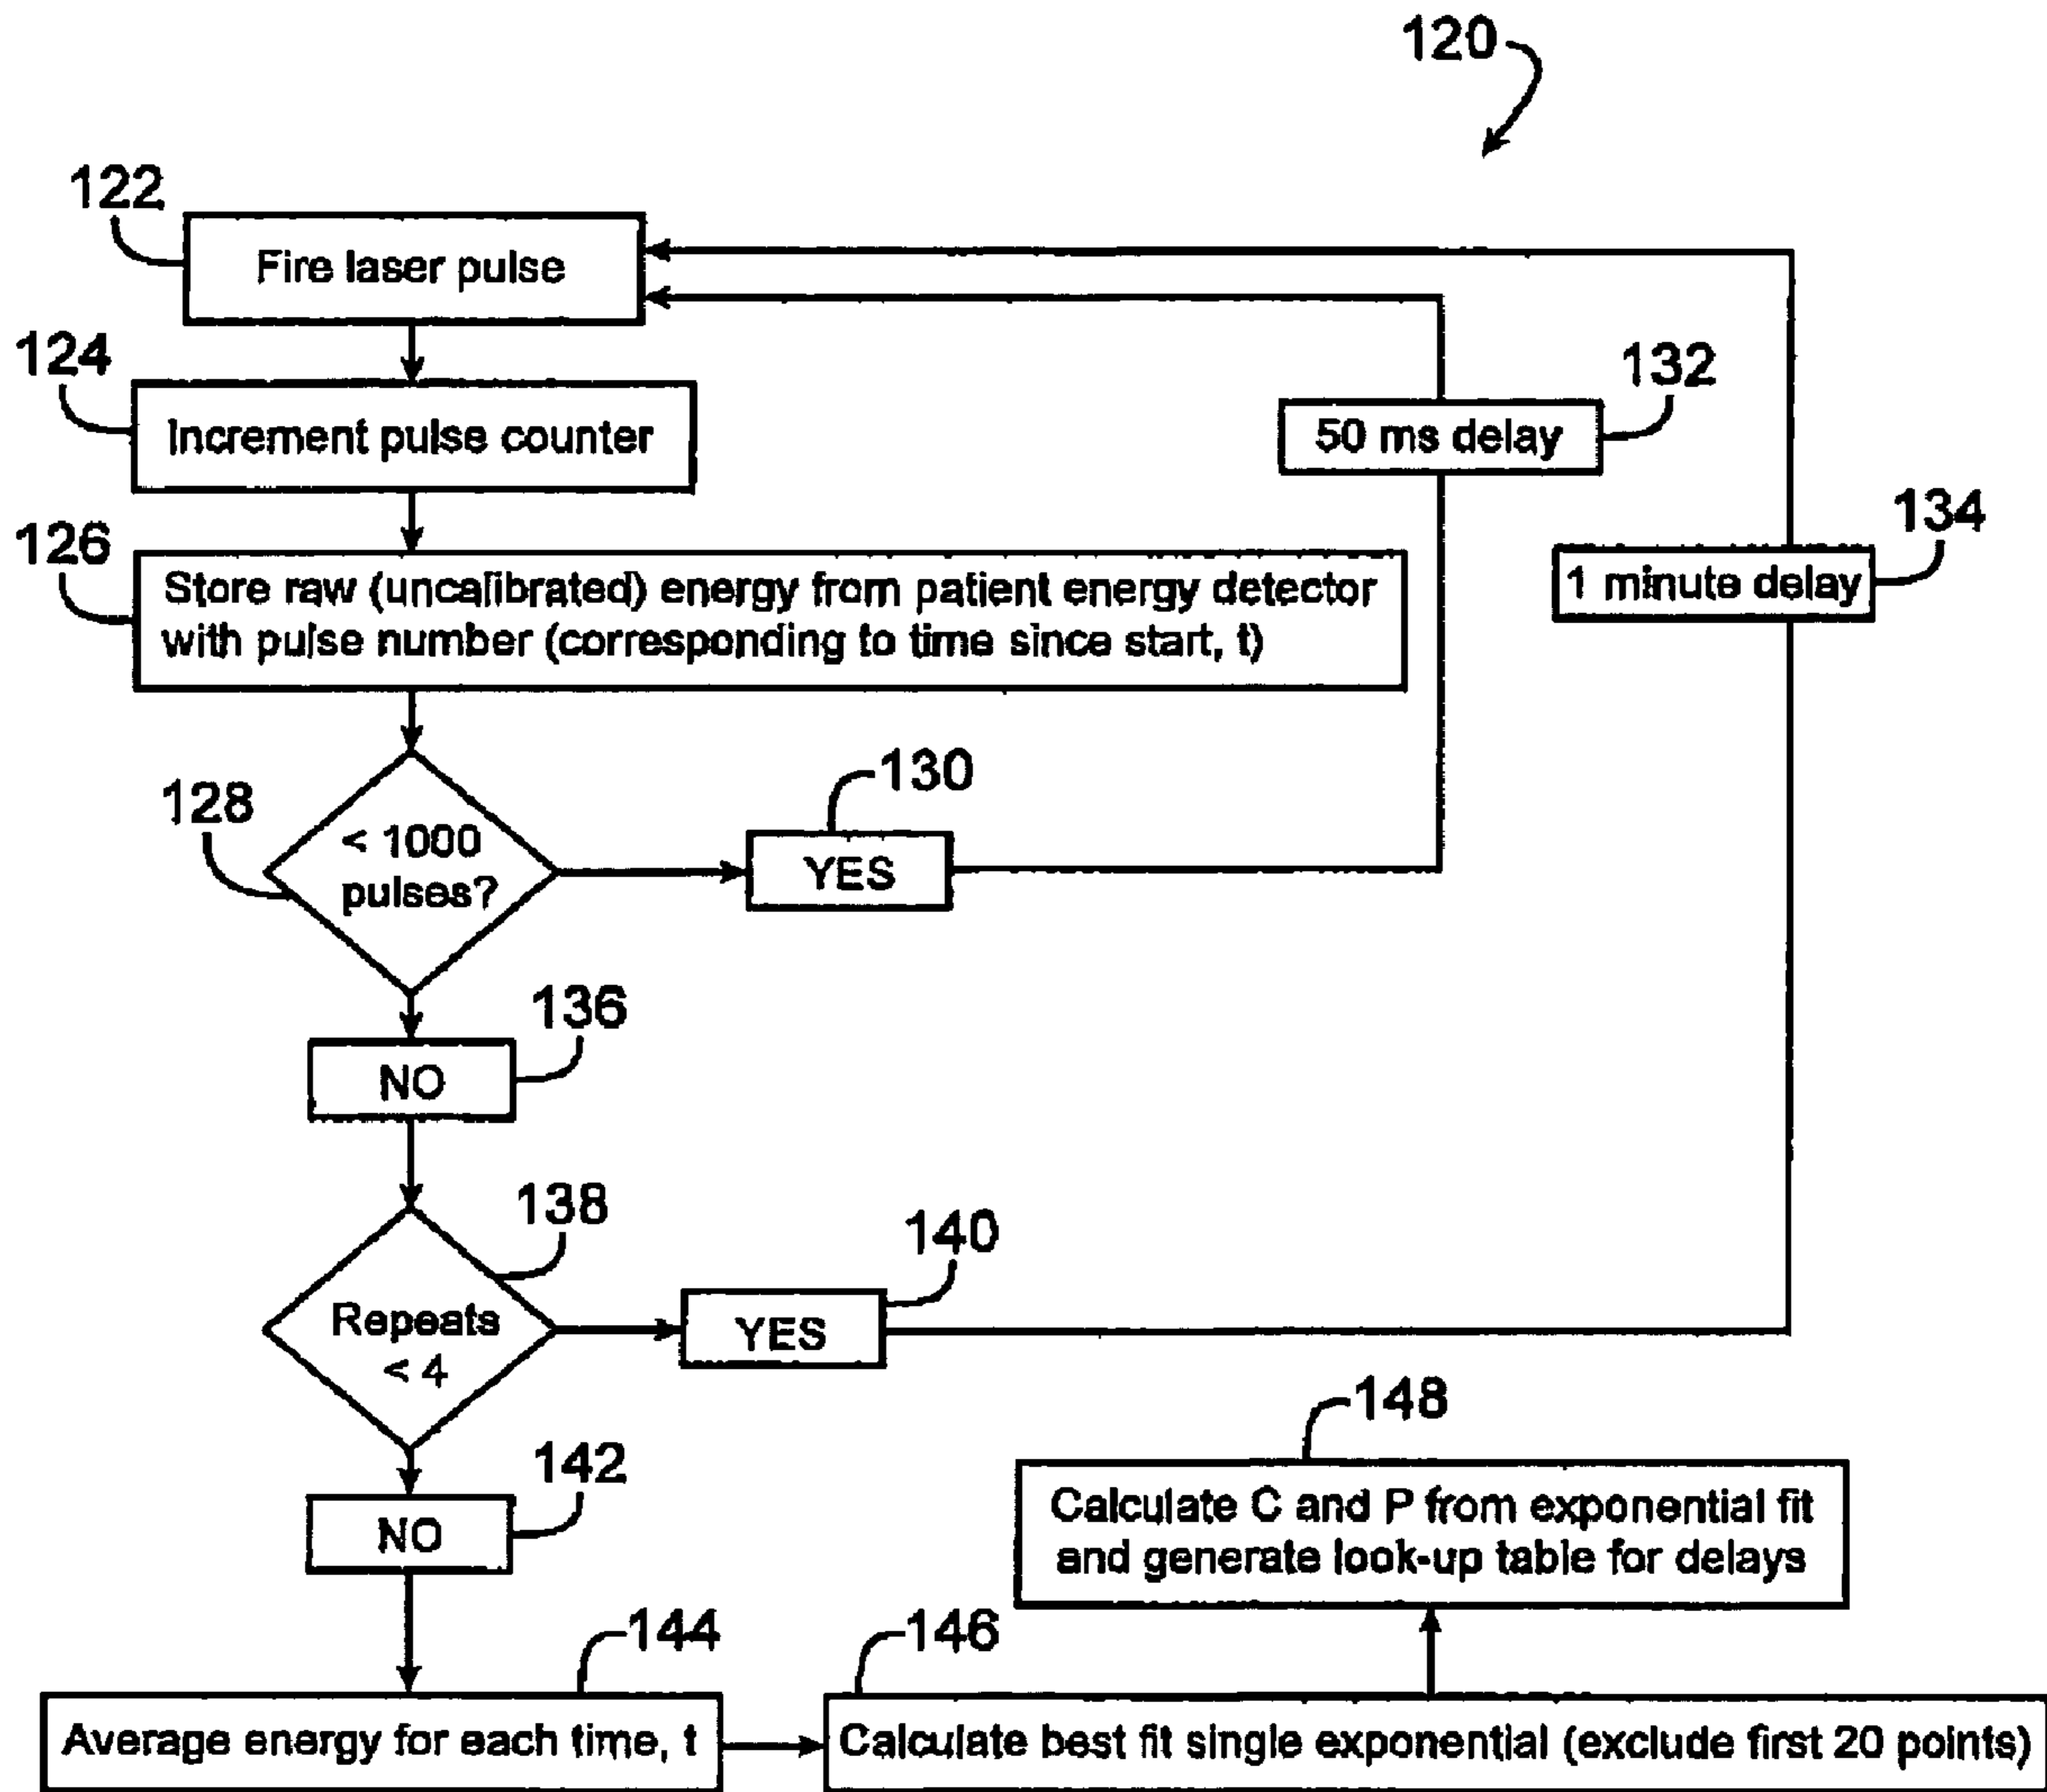 120
122
Fire laser pulse
124
Increment pulse counter
132
50 ms delay
134
1 minute delay
126
Store raw (uncalibrated) energy from patient energy detector
with pulse number (corresponding to time since start, t)
128
< 1000
pulses?
130
YES
136
NO
138
Repeats
< 4
140
YES
142
NO
148
Calculate C and P from exponential fit
and generate look-up table for delays
144
Average energy for each time, t
146
Calculate best fit single exponential (exclude first 20 points)